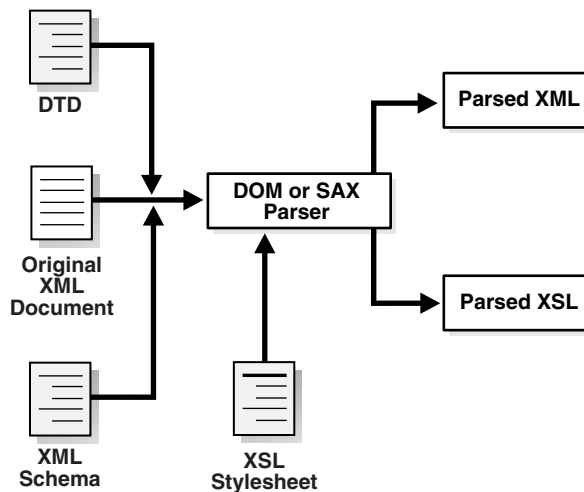 DTD
Parsed XML
DOM or SAX
Parser
Original
XML
Document
Parsed XSL
XML
Schema
XSL
Stylesheet